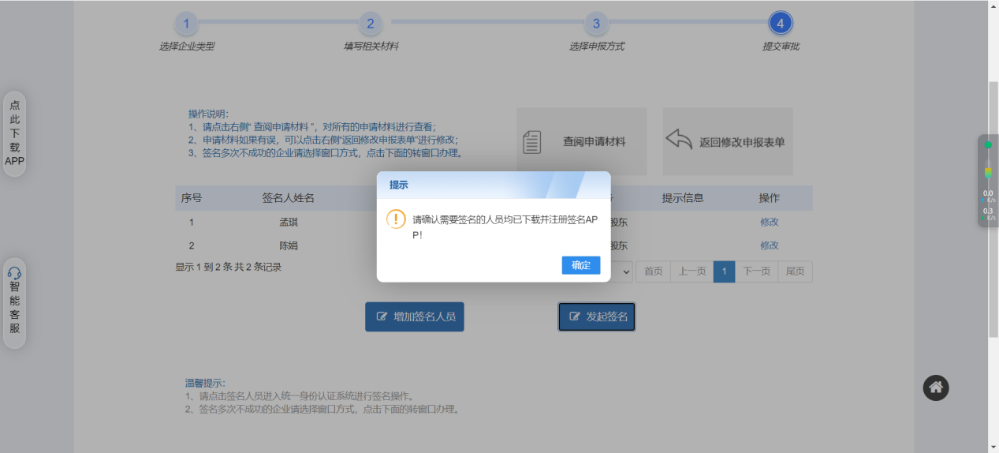 1
2
3
4
选择企业类型
填写相关材料
选择申报方式
提交审批
点
此
下
载
APP
操作说明:
1、请点击右侧“ 查阅申请材料 ”，对所有的申请材料进行查看;
2、申请材料如果有误，可以点击右侧“返回修改申报表单”进行修改;
3、签名多次不成功的企业请选择窗口方式，点击下面的转窗口办理。
查阅申请材料
返回修改申报表单
提示
请确认需要签名的人员均已下载并注册签名AP
P！
确定
序号 签名人姓名 提示信息 操作
1 孟琪 股东 修改
2 陈娟 股东 修改
显示 1 到 2 条 共 2 条记录
首页 上一页 1 下一页 尾页
增加签名人员
发起签名
智
能
客
服
0.0
K/s
0.3
K/s
温馨提示:
1、请点击签名人员进入统一身份认证系统进行签名操作。
2、签名多次不成功的企业请选择窗口方式，点击下面的转窗口办理。